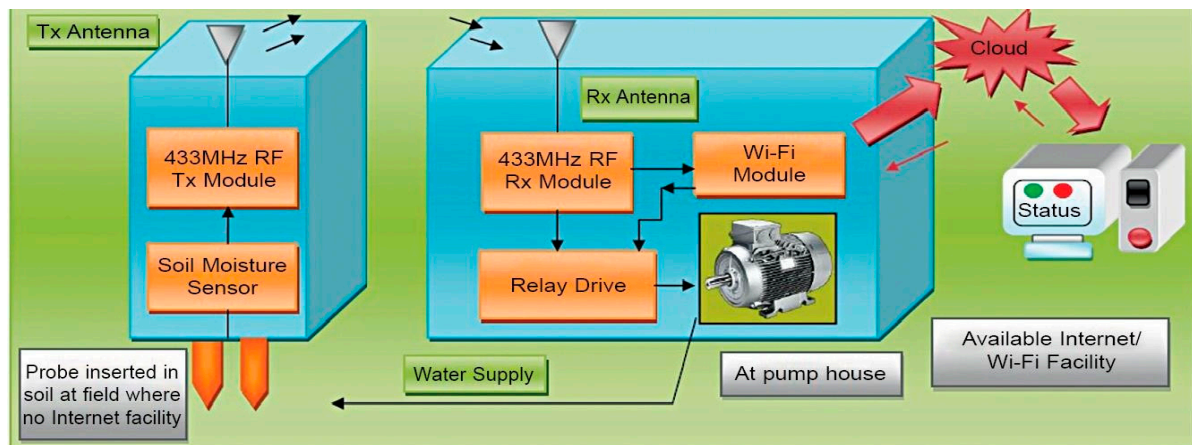 Tx Antenna
433MHz RF
Tx Module
Soil Moisture
Sensor
Probe inserted in
soil at field where
no Internet facility
Rx Antenna
433MHz RF
Rx Module
Wi-Fi
Module
Relay Drive
Water Supply
At pump house
Cloud
Status
Available Internet/
Wi-Fi Facility